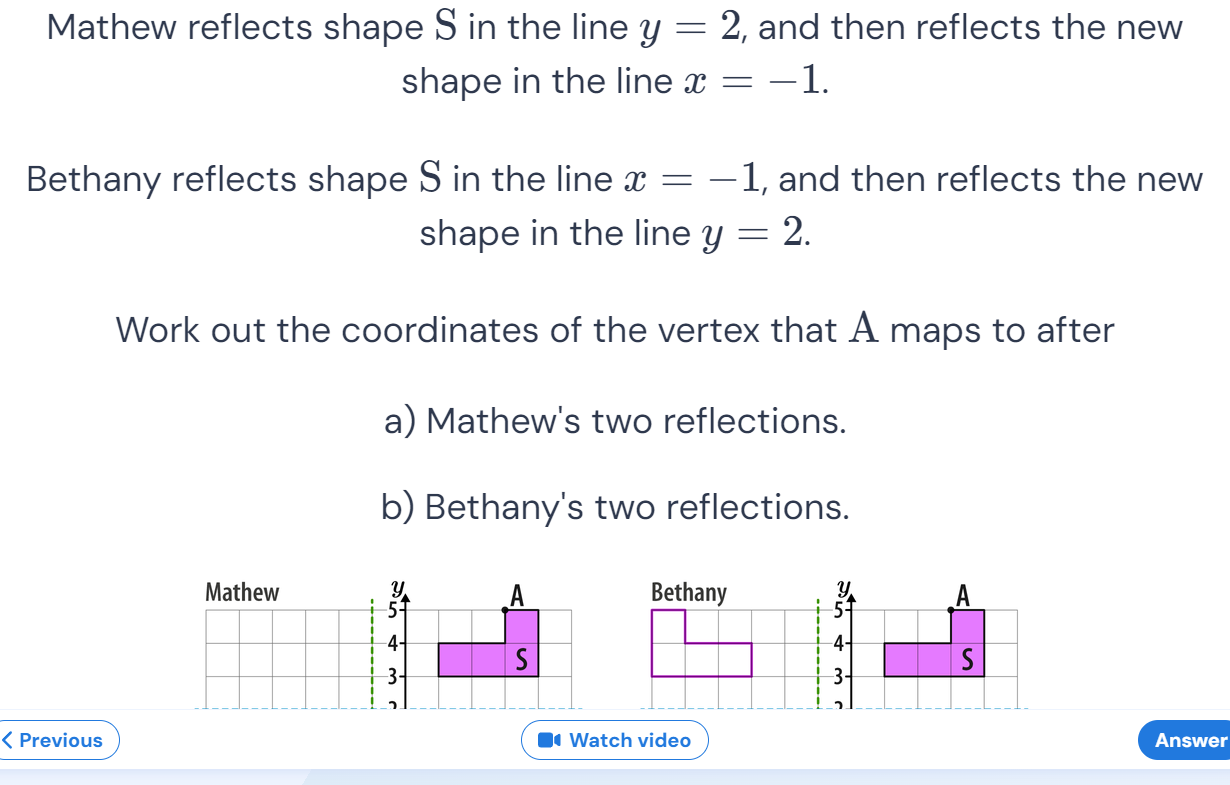 Mathew reflects shape S in the line y = 2, and then reflects the new
shape in the line x = −1.
Bethany reflects shape S in the line x = −1, and then reflects the new
shape in the line y = 2.
Work out the coordinates of the vertex that A maps to after
a) Mathew's two reflections.
b) Bethany's two reflections.
Mathew
y
A
5
4
S
3
2
Bethany
y
A
5
4
S
3
2
Previous
Watch video
Answer